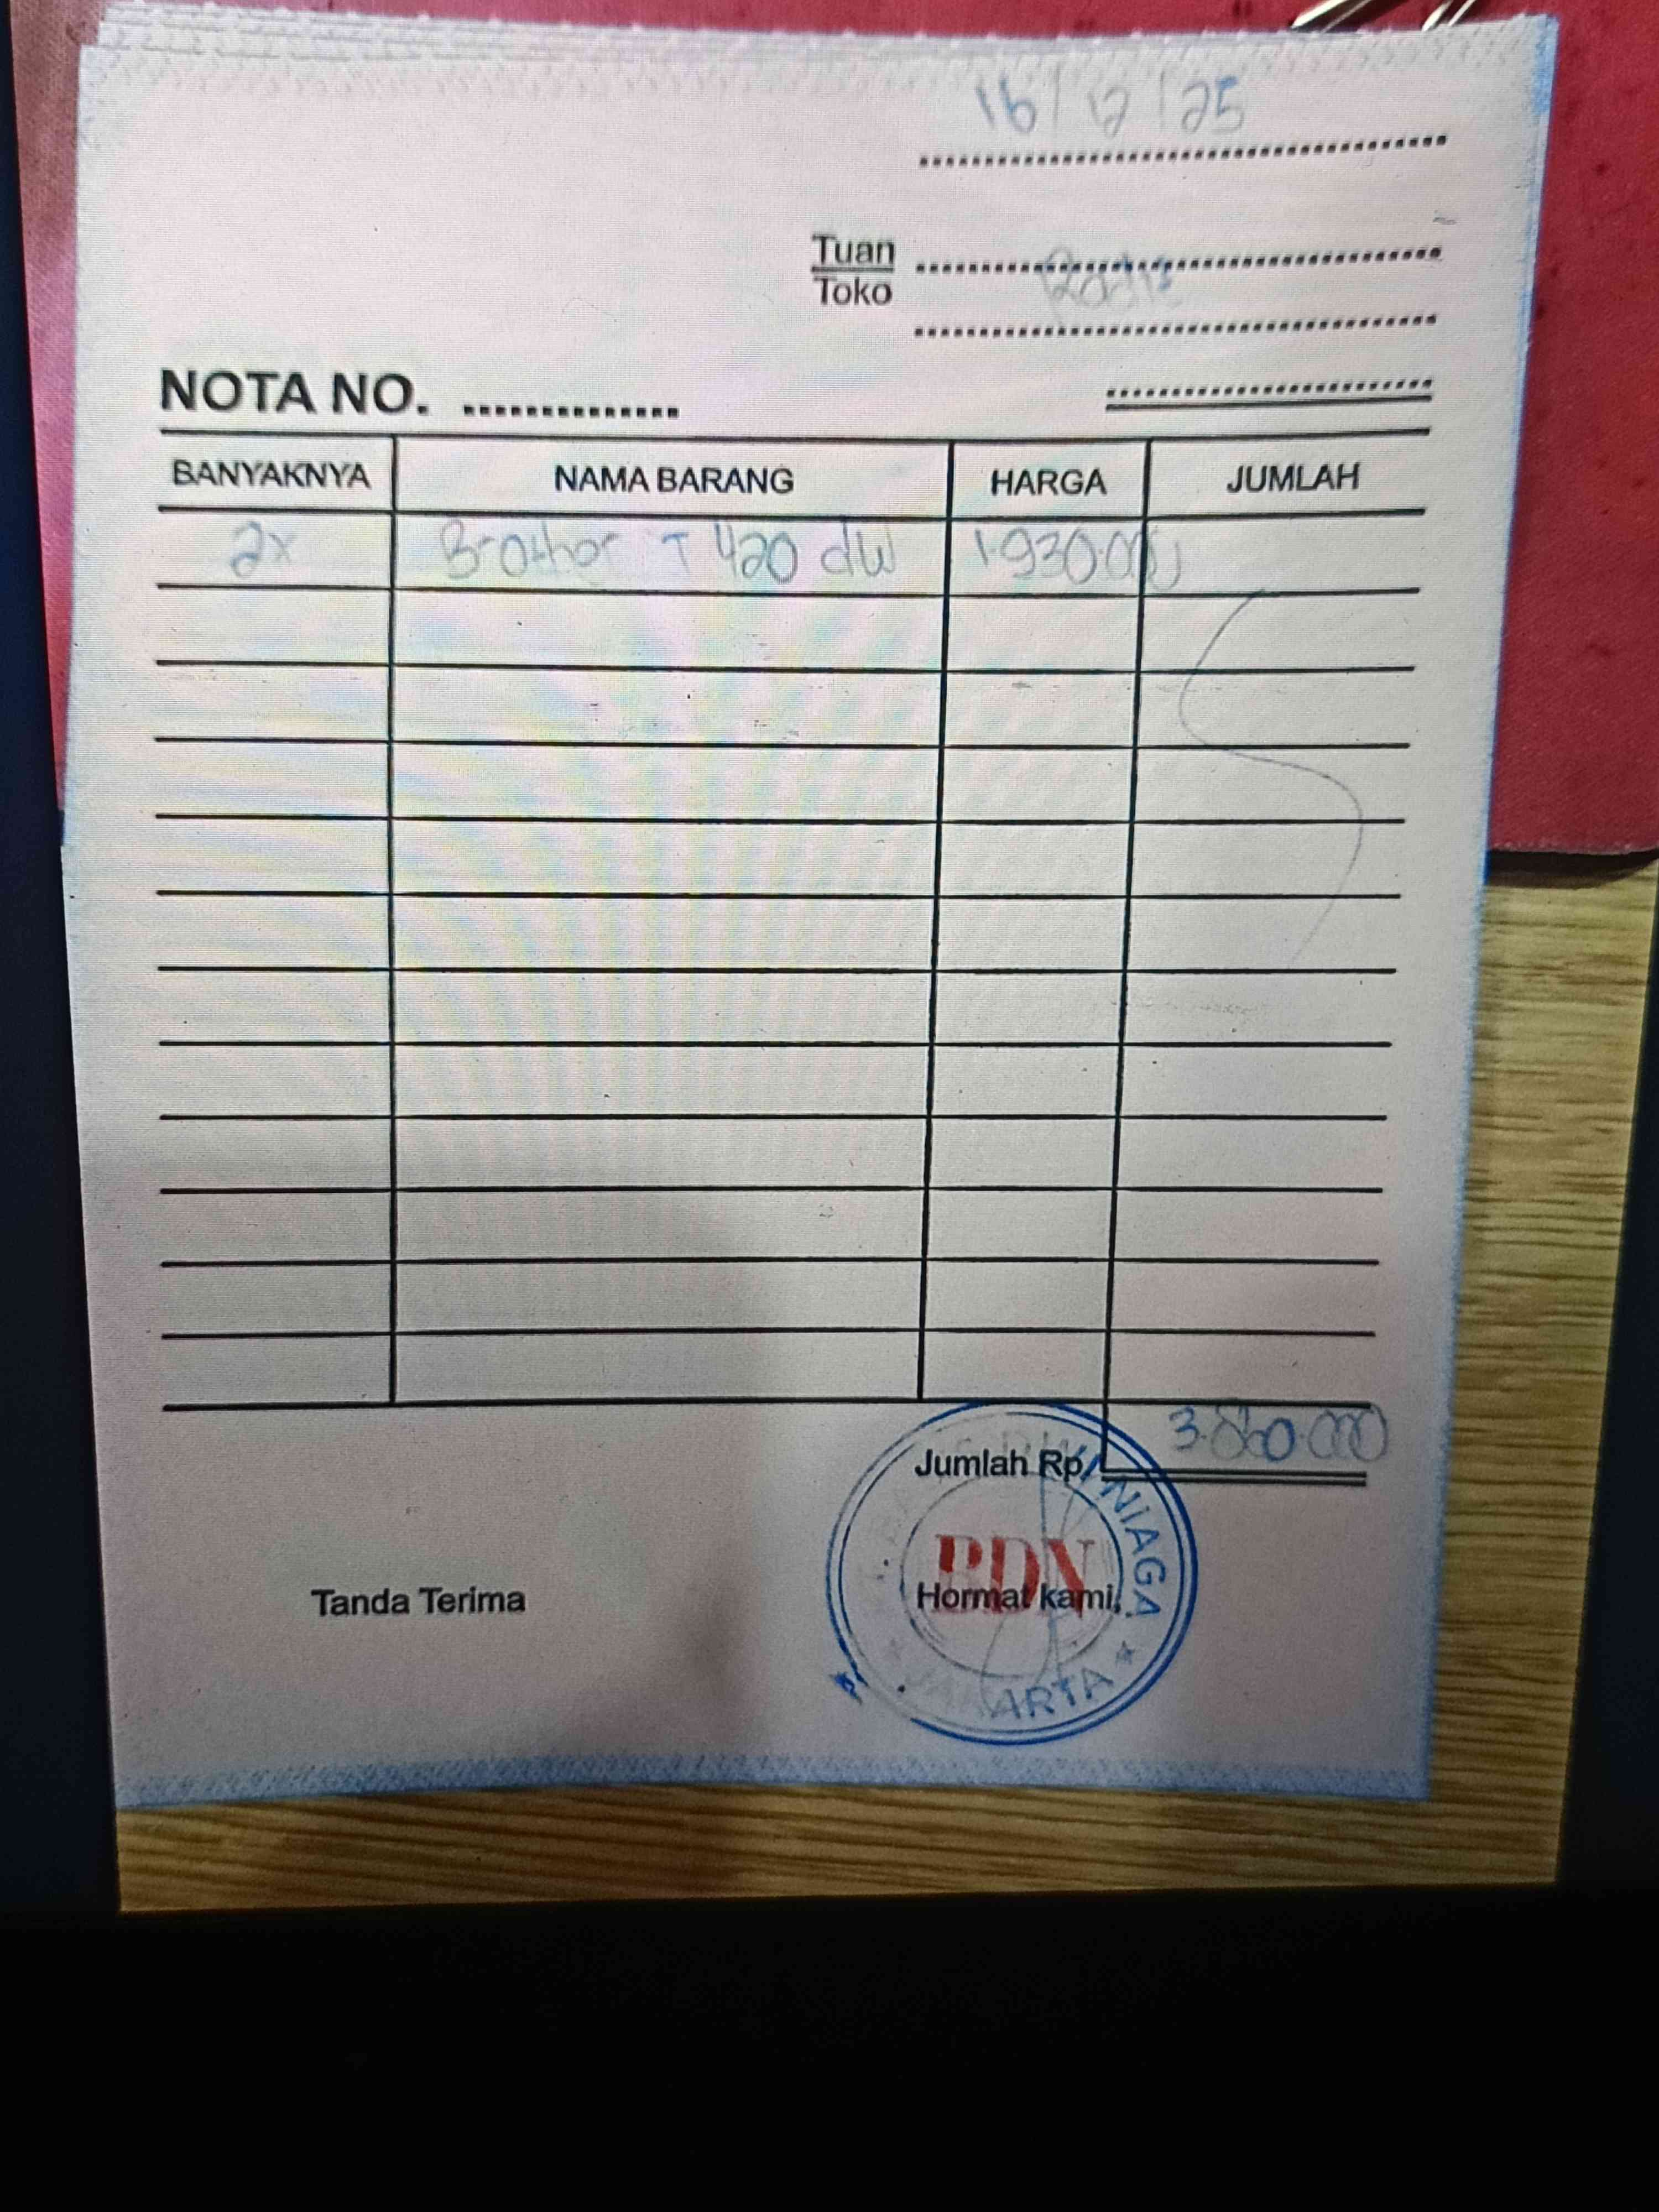 16/12/25
Tuan
Toko
NOTA NO. ..............
BANYAKNYA NAMA BARANG HARGA JUMLAH
2x Brother T 420 dw 1.930.000
Jumlah Rp. 3.860.000
NIAGA
BDN
Tanda Terima Hormat kami,
JAKARTA